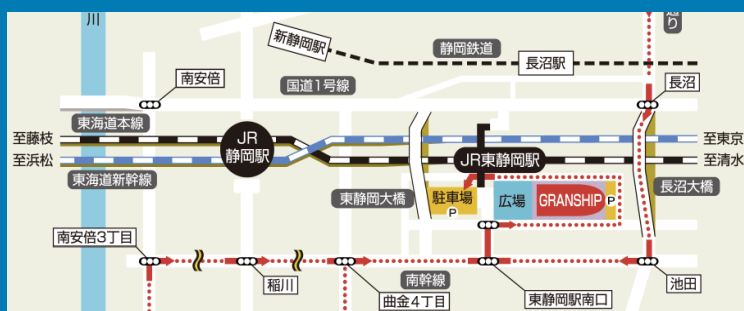 川
通り
新静岡駅
静岡鉄道
長沼駅
南安倍
国道1号線
長沼
東海道本線
至藤枝
至浜松
JR
静岡駅
至東京
至清水
JR東静岡駅
東海道新幹線
東静岡大橋
駐車場
P
広場
GRANSHIP
P
長沼大橋
南安倍3丁目
稲川
南幹線
曲金4丁目
東静岡駅南口
池田